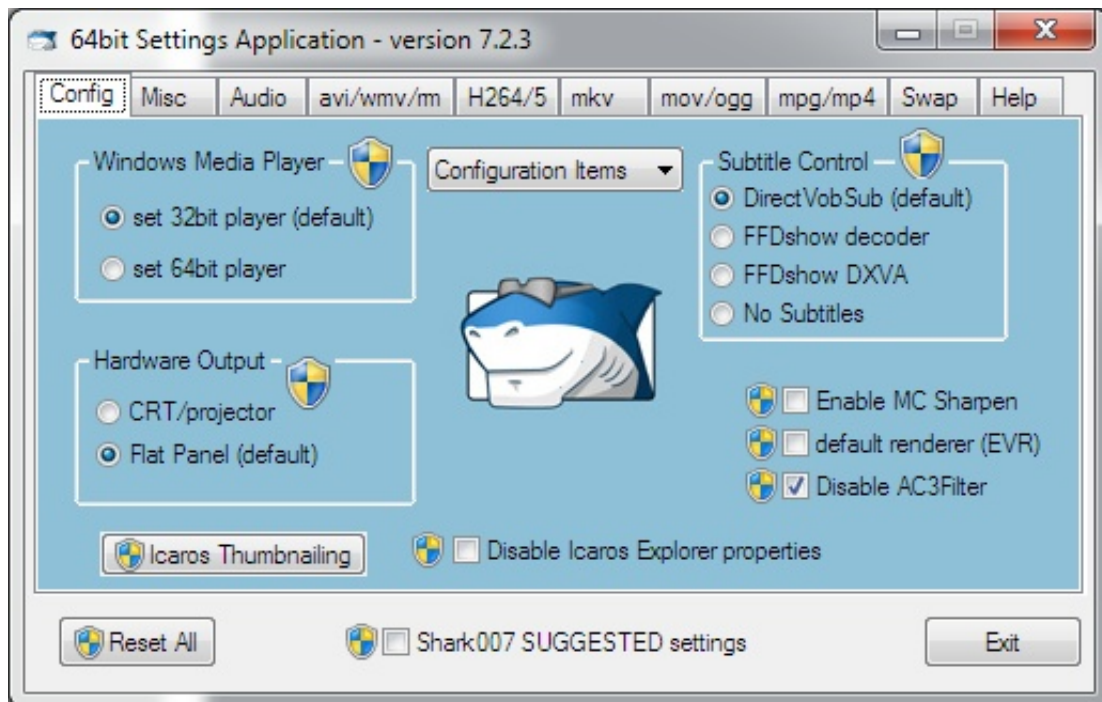 64bit Settings Application - version 7.2.3
Config Misc Audio avi/wmv/rm H264/5 mkv mov/ogg mpg/mp4 Swap Help
Windows Media Player
set 32bit player (default)
set 64bit player
Configuration Items
Subtitle Control
DirectVobSub (default)
FFDshow decoder
FFDshow DXVA
No Subtitles
Hardware Output
CRT/projector
Flat Panel (default)
Enable MC Sharpen
default renderer (EVR)
Disable AC3Filter
Icaros Thumbnailing
Disable Icaros Explorer properties
Reset All
Shark007 SUGGESTED settings
Exit